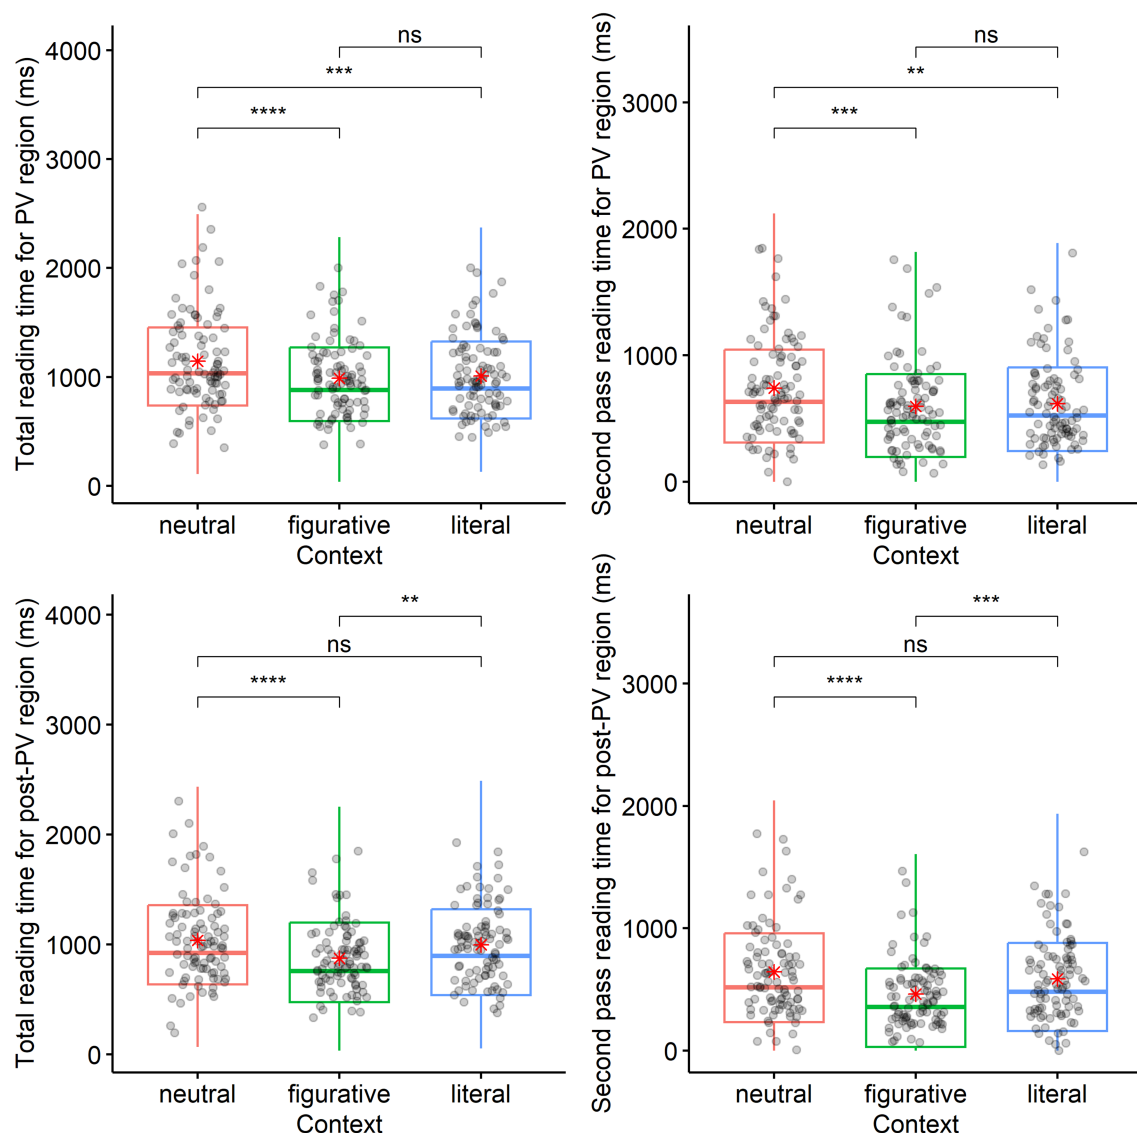 Total reading time for PV region (ms)
4000
3000
2000
1000
0
ns
***
****
neutral
figurative
literal
Context
Second pass reading time for PV region (ms)
3000
2000
1000
0
ns
**
***
neutral
figurative
literal
Context
Total reading time for post-PV region (ms)
4000
3000
2000
1000
0
**
ns
****
neutral
figurative
literal
Context
Second pass reading time for post-PV region (ms)
3000
2000
1000
0
***
ns
****
neutral
figurative
literal
Context